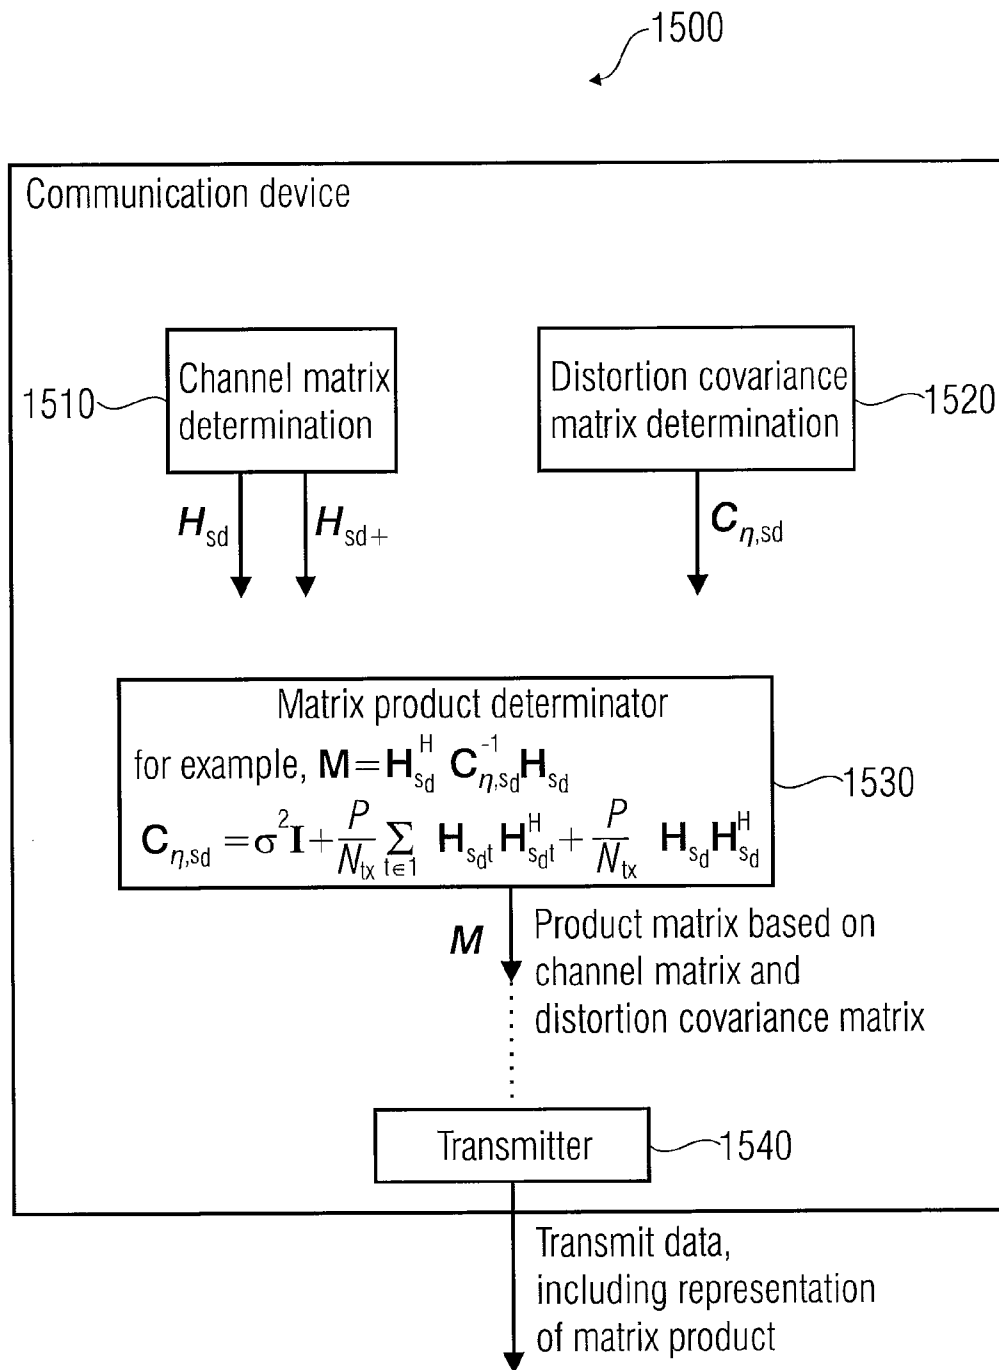 1500
Communication device
Channel matrix
determination
1510
Distortion covariance
matrix determination
1520
H_sd
H_sd+
C_η,sd
Matrix product determinator
for example, M=H_sd^H C_η,sd^-1 H_sd
C_η,sd =σ^2I+P/N_tx ∑_t∈1 H_sdt H_sdt^H+P/N_tx H_sd H_sd^H
1530
M
Product matrix based on
channel matrix and
distortion covariance matrix
Transmitter
1540
Transmit data,
including representation
of matrix product